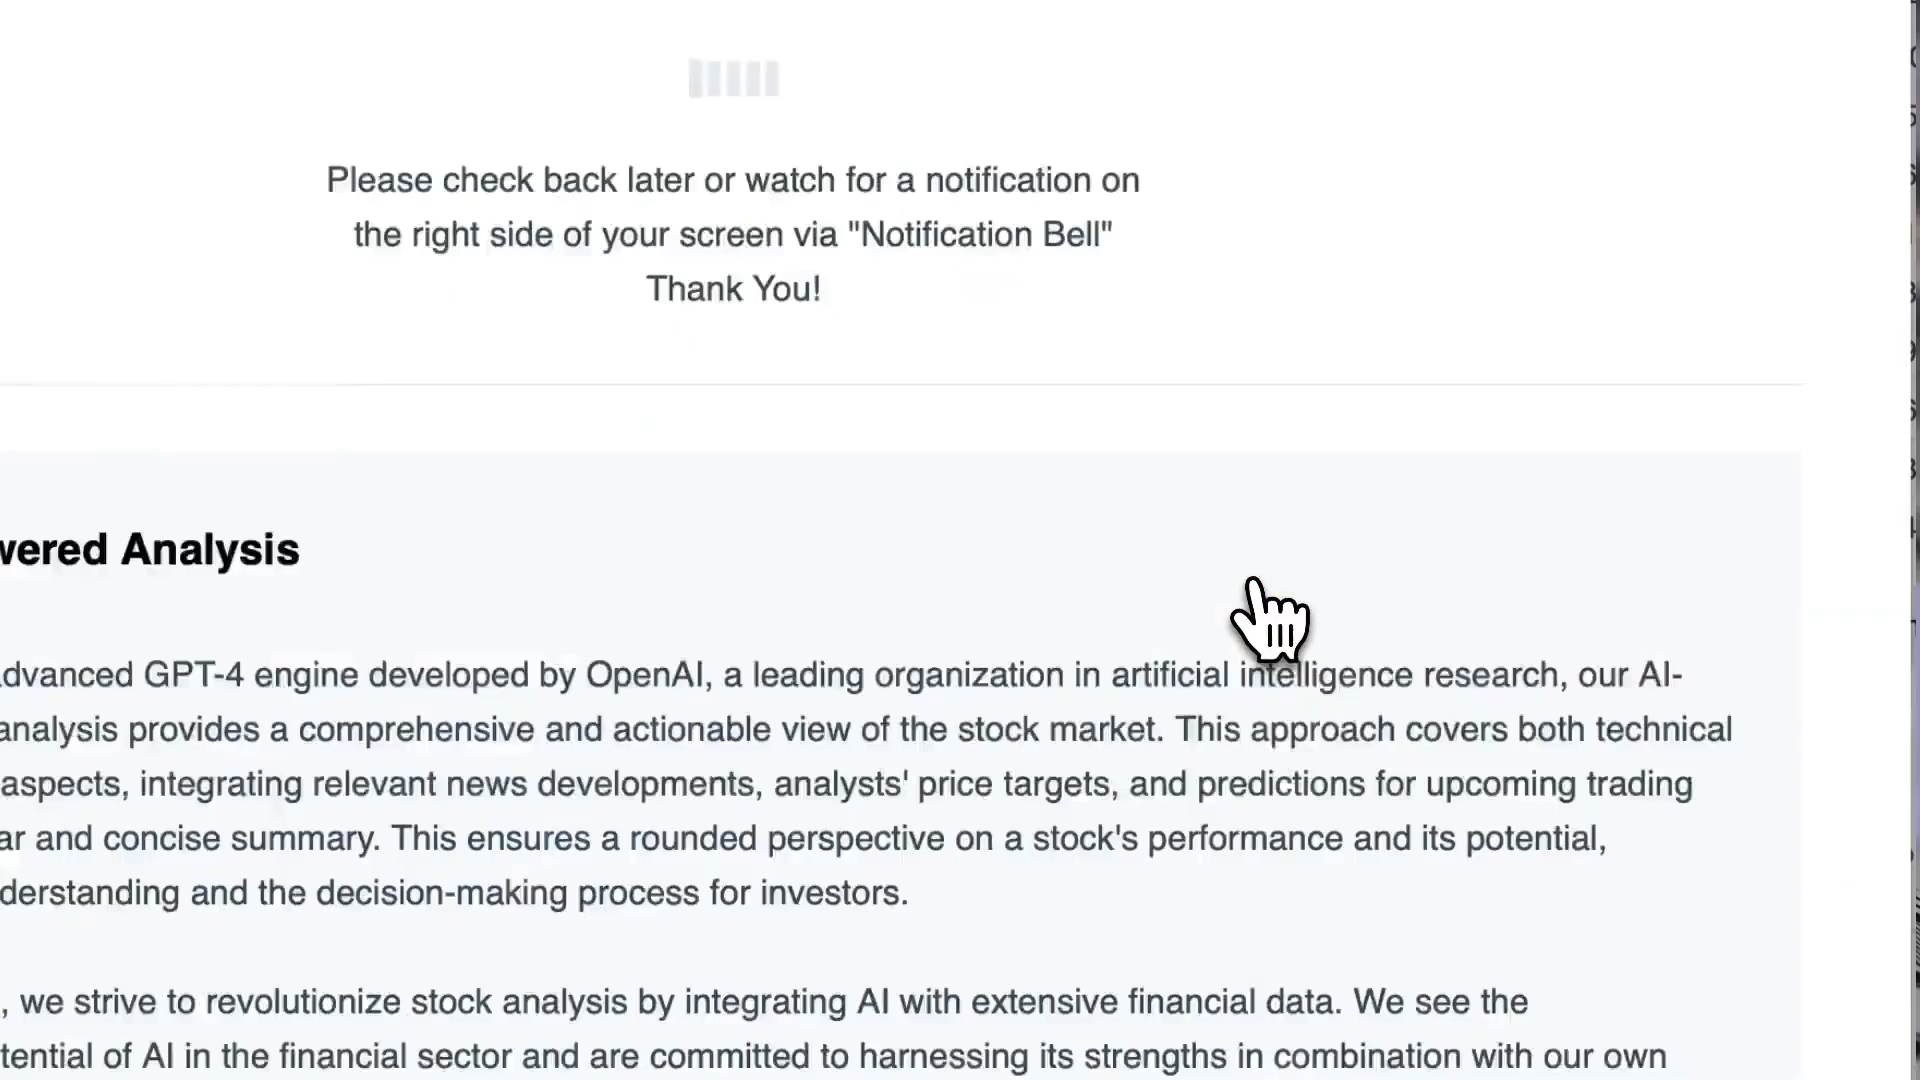 Please check back later or watch for a notification on
the right side of your screen via "Notification Bell"
Thank You!
wered Analysis
dvanced GPT-4 engine developed by OpenAI, a leading organization in artificial intelligence research, our AI-
analysis provides a comprehensive and actionable view of the stock market. This approach covers both technical
aspects, integrating relevant news developments, analysts' price targets, and predictions for upcoming trading
ar and concise summary. This ensures a rounded perspective on a stock's performance and its potential,
derstanding and the decision-making process for investors.
, we strive to revolutionize stock analysis by integrating AI with extensive financial data. We see the
tential of AI in the financial sector and are committed to harnessing its strengths in combination with our own